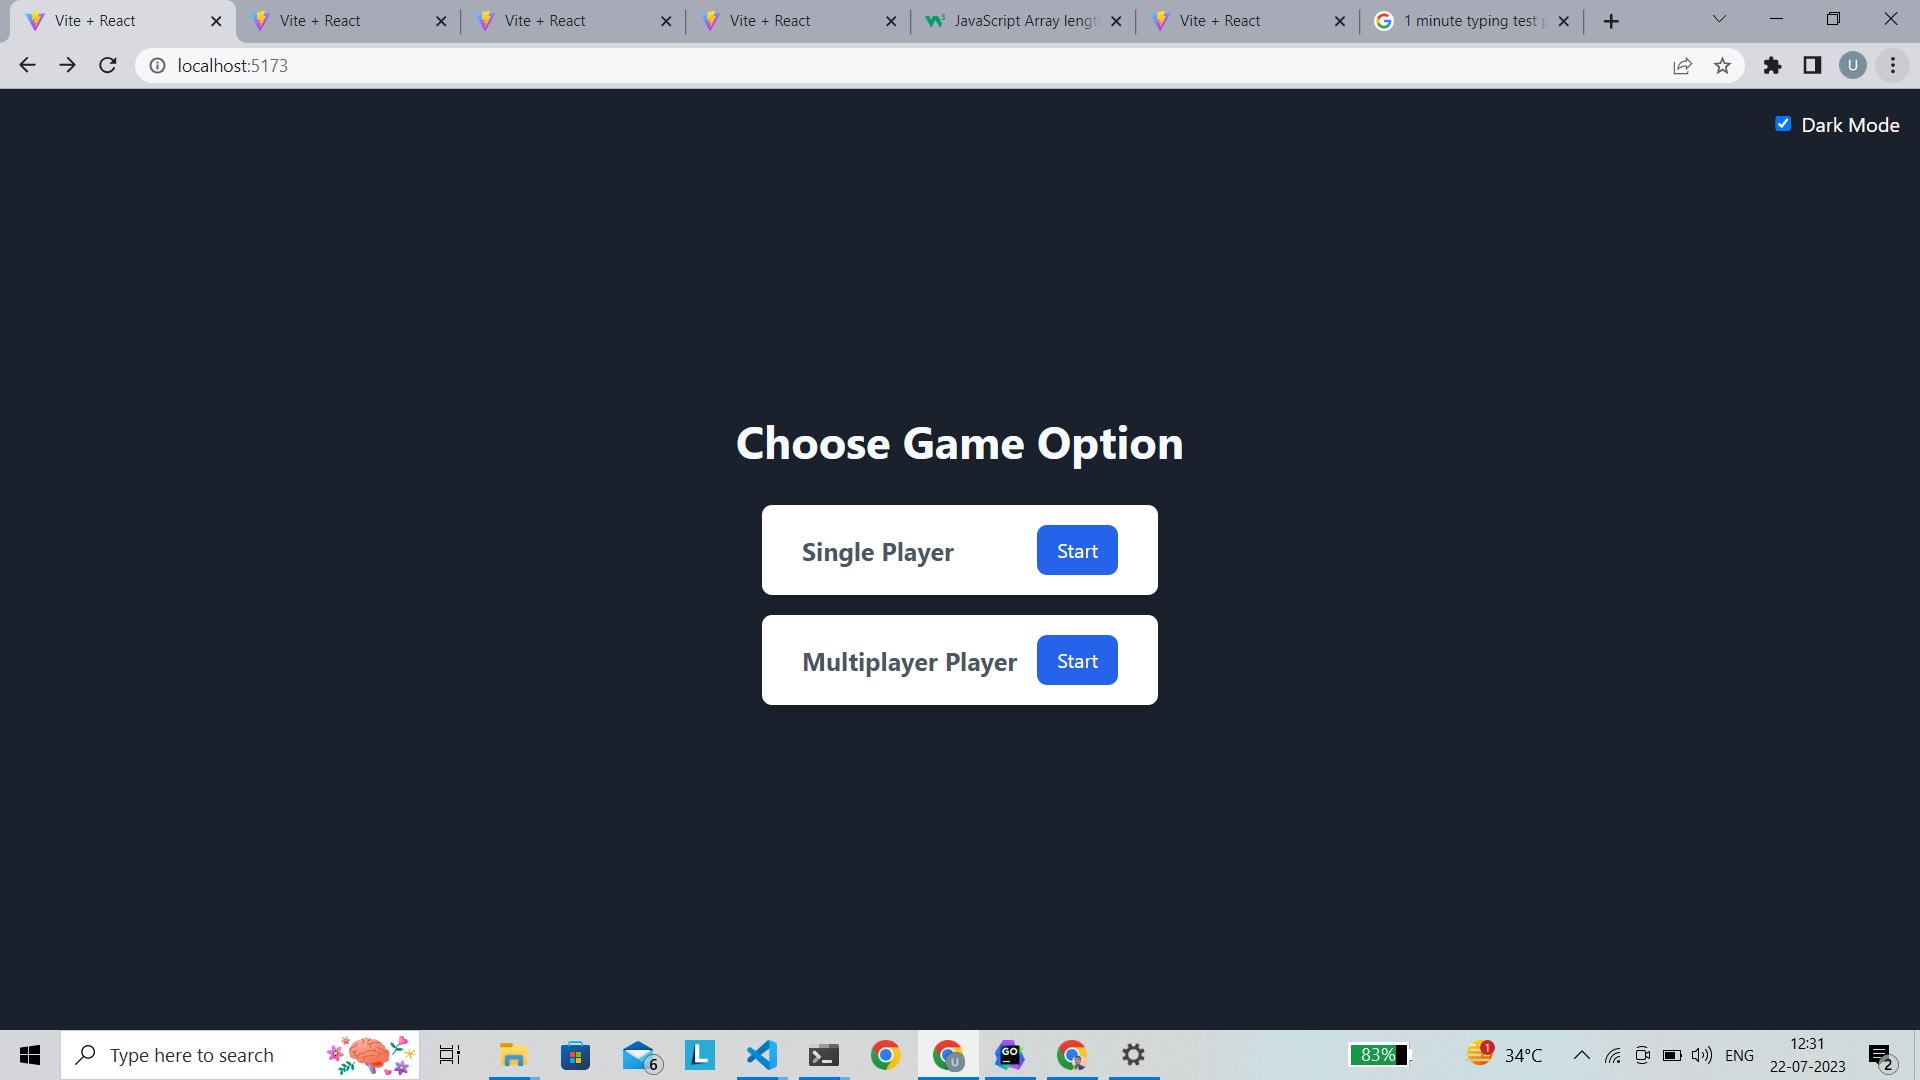 Vite + React
Vite + React
Vite + React
Vite + React
JavaScript Array lengt
Vite + React
1 minute typing test p
localhost:5173
U
Dark Mode
Choose Game Option
Single Player
Start
Multiplayer Player
Start
Type here to search
6
L
U
GO
83%
1
34°C
ENG
12:31
22-07-2023
2